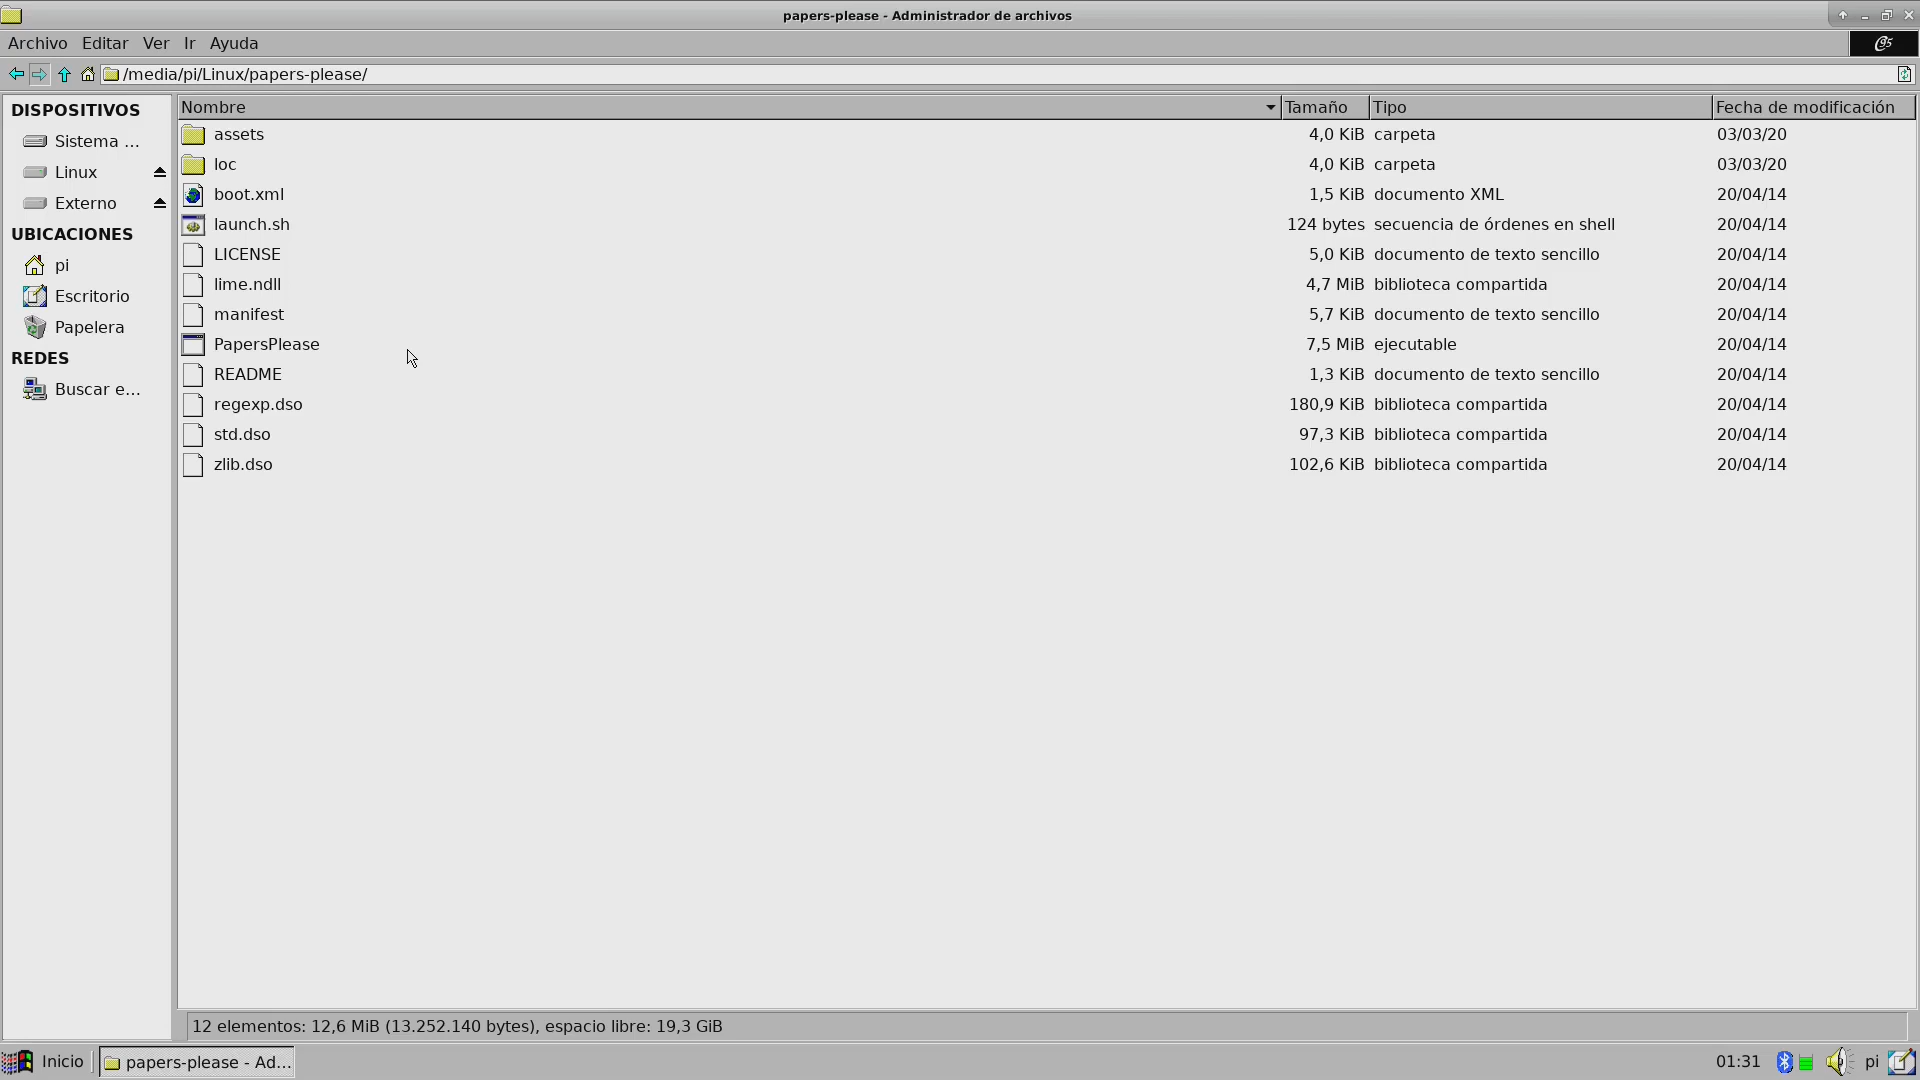 papers-please - Administrador de archivos
Archivo Editar Ver Ir Ayuda
/media/pi/Linux/papers-please/
DISPOSITIVOS
Sistema ...
Linux
Externo
UBICACIONES
pi
Escritorio
Papelera
REDES
Buscar e...
Nombre Tamaño Tipo Fecha de modificación
assets 4,0 KiB carpeta 03/03/20
loc 4,0 KiB carpeta 03/03/20
boot.xml 1,5 KiB documento XML 20/04/14
launch.sh 124 bytes secuencia de órdenes en shell 20/04/14
LICENSE 5,0 KiB documento de texto sencillo 20/04/14
lime.ndll 4,7 MiB biblioteca compartida 20/04/14
manifest 5,7 KiB documento de texto sencillo 20/04/14
PapersPlease 7,5 MiB ejecutable 20/04/14
README 1,3 KiB documento de texto sencillo 20/04/14
regexp.dso 180,9 KiB biblioteca compartida 20/04/14
std.dso 97,3 KiB biblioteca compartida 20/04/14
zlib.dso 102,6 KiB biblioteca compartida 20/04/14
12 elementos: 12,6 MiB (13.252.140 bytes), espacio libre: 19,3 GiB
Inicio papers-please - Ad... 01:31 pi